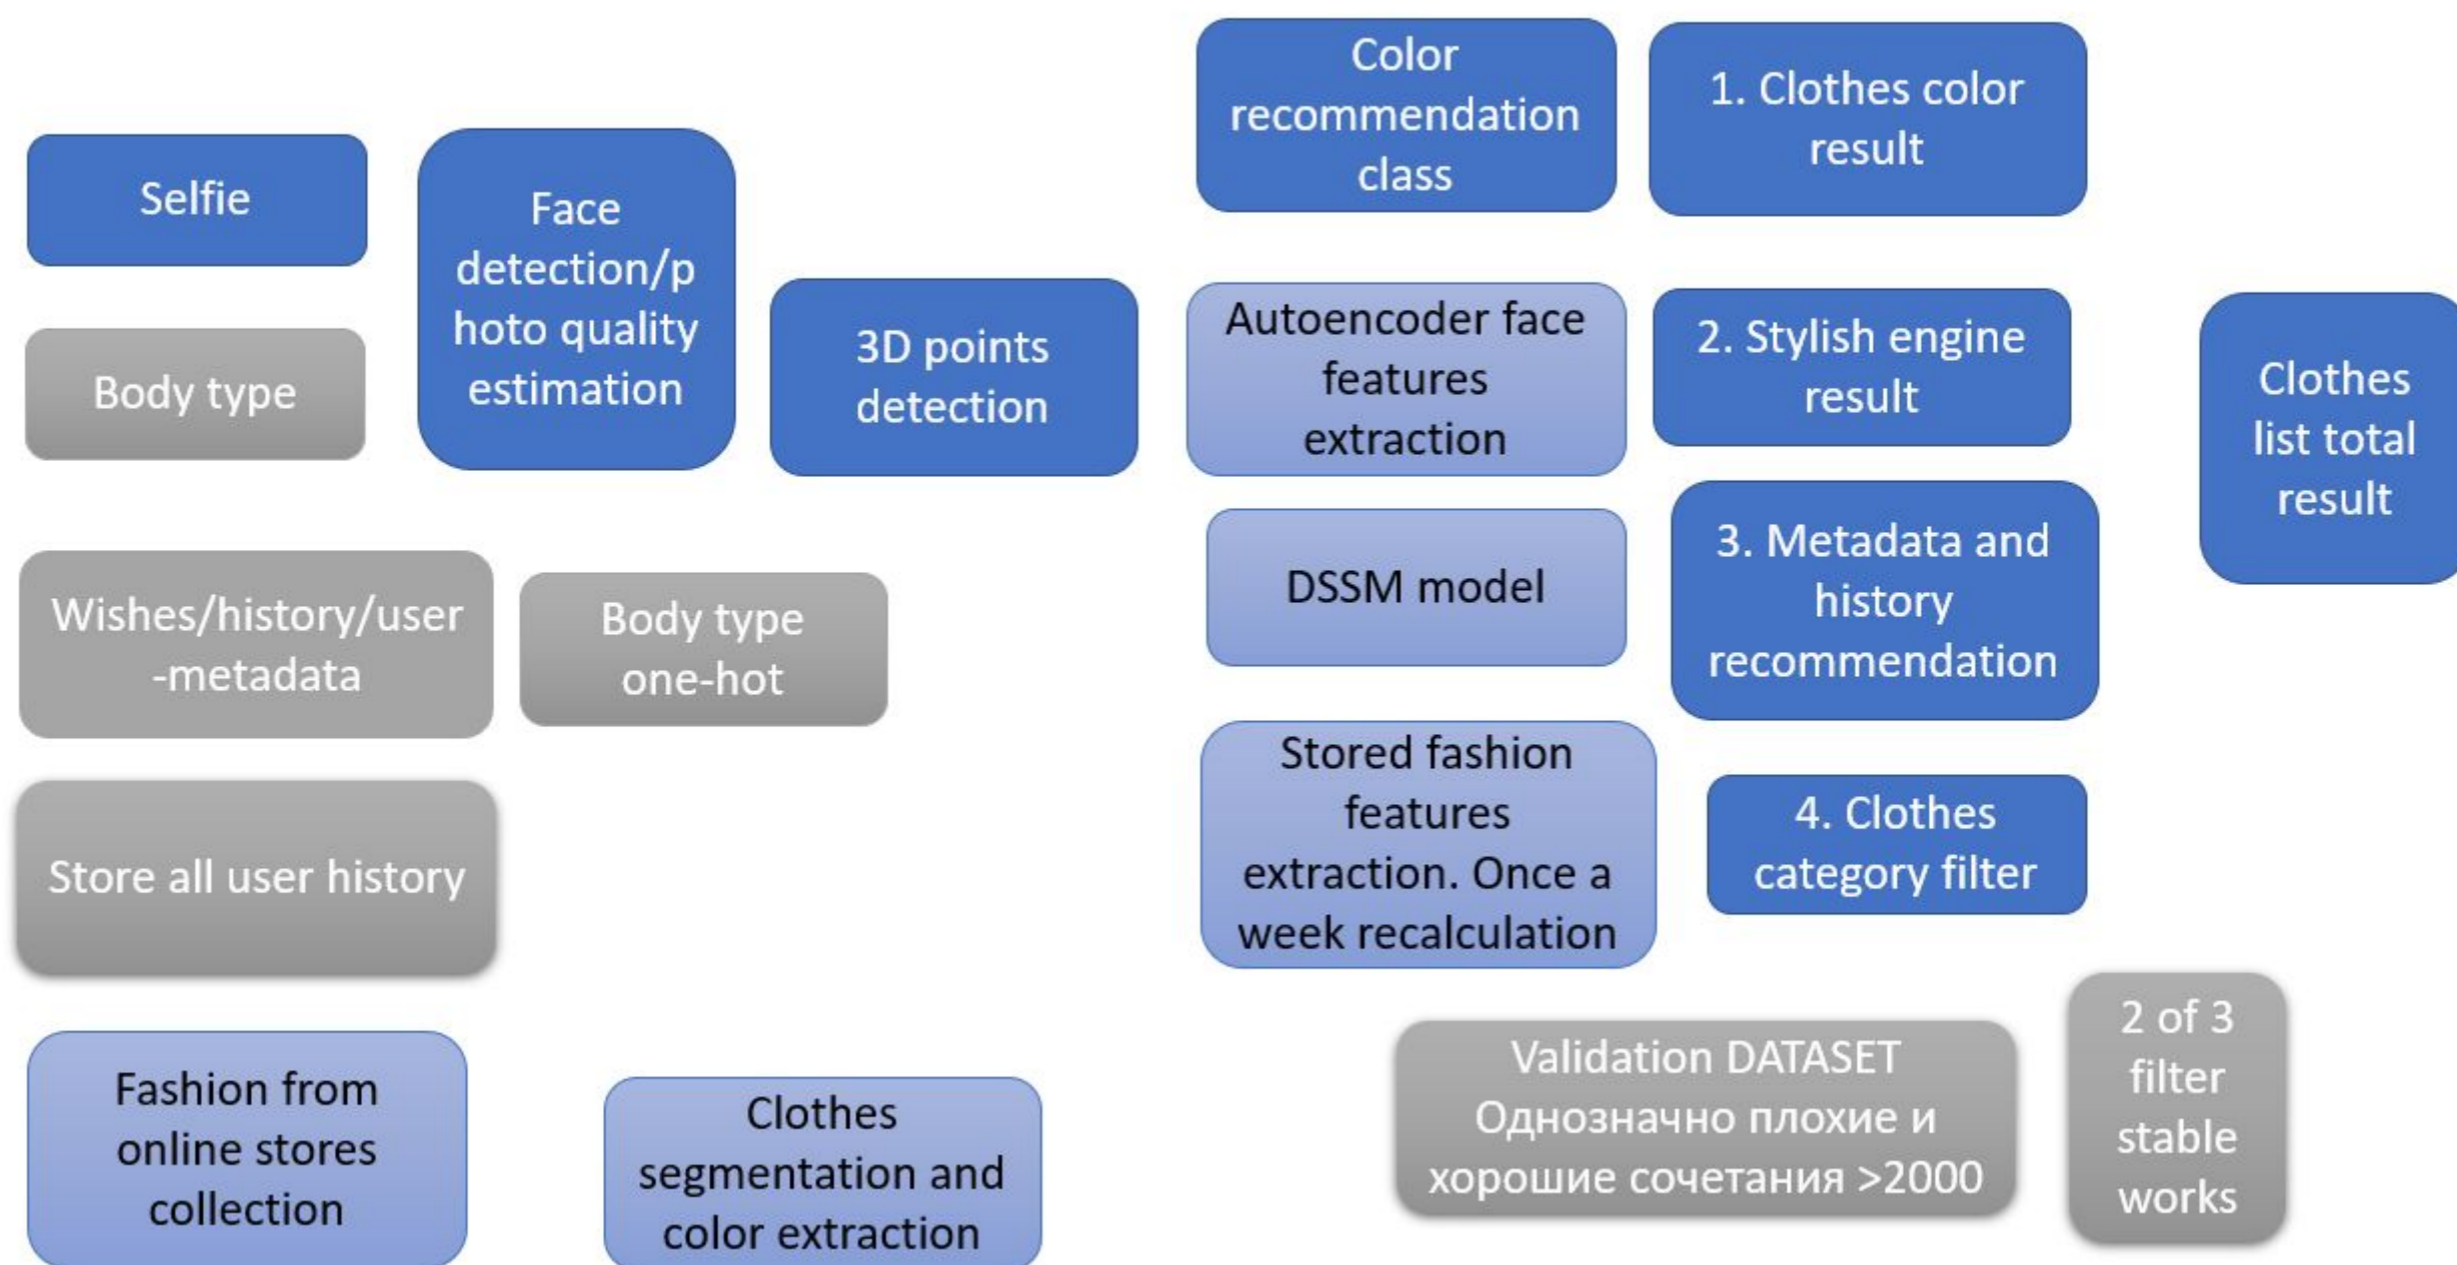 Selfie
Body type
Wishes/history/user
-metadata
Store all user history
Fashion from
online stores
collection
Face
detection/p
hoto quality
estimation
3D points
detection
Body type
one-hot
Clothes
segmentation and
color extraction
Color
recommendation
class
Autoencoder face
features
extraction
DSSM model
Stored fashion
features
extraction. Once a
week recalculation
1. Clothes color
result
2. Stylish engine
result
3. Metadata and
history
recommendation
4. Clothes
category filter
Clothes
list total
result
Validation DATASET
Однозначно плохие и
хорошие сочетания >2000
2 of 3
filter
stable
works